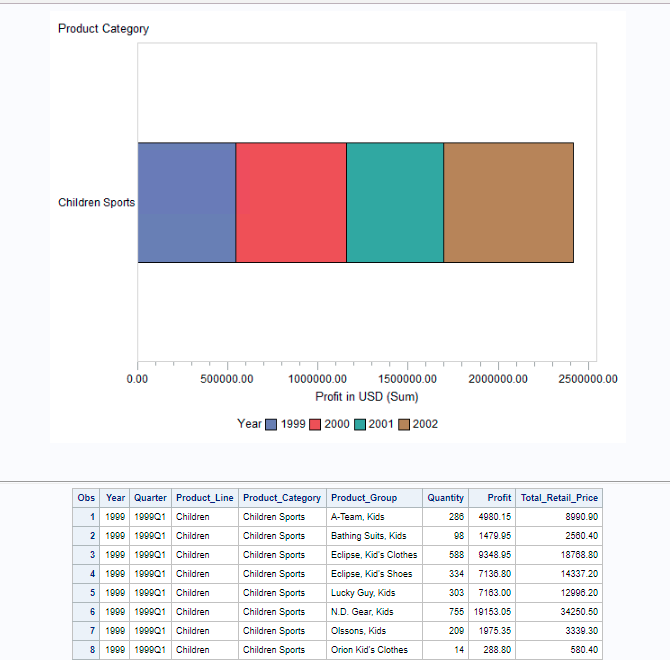 Product Category
Children Sports
0.00 500000.00 1000000.00 1500000.00 2000000.00 2500000.00
Profit in USD (Sum)
Year 1999 2000 2001 2002
Obs Year Quarter Product_Line Product_Category Product_Group Quantity Profit Total_Retail_Price
1 1999 1999Q1 Children Children Sports A-Team, Kids 286 4980.15 8990.90
2 1999 1999Q1 Children Children Sports Bathing Suits, Kids 98 1479.95 2560.40
3 1999 1999Q1 Children Children Sports Eclipse, Kid's Clothes 588 9348.95 18768.80
4 1999 1999Q1 Children Children Sports Eclipse, Kid's Shoes 334 7136.80 14337.20
5 1999 1999Q1 Children Children Sports Lucky Guy, Kids 303 7163.00 12996.20
6 1999 1999Q1 Children Children Sports N.D. Gear, Kids 755 19153.05 34250.50
7 1999 1999Q1 Children Children Sports Olssons, Kids 209 1975.35 3339.30
8 1999 1999Q1 Children Children Sports Orion Kid's Clothes 14 288.80 580.40